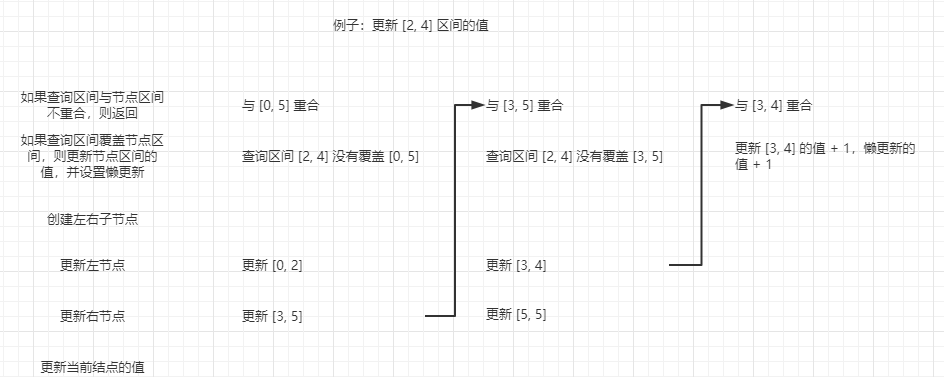 例子：更新 [2, 4] 区间的值
如果查询区间与节点区间
不重合，则返回
与 [0, 5] 重合
与 [3, 5] 重合
与 [3, 4] 重合
如果查询区间覆盖节点区
间，则更新节点区间的
值，并设置懒更新
查询区间 [2, 4] 没有覆盖 [0, 5]
查询区间 [2, 4] 没有覆盖 [3, 5]
更新 [3, 4] 的值 + 1，懒更新的
值 + 1
创建左右子节点
更新左节点
更新 [0, 2]
更新 [3, 4]
更新右节点
更新 [3, 5]
更新 [5, 5]
更新当前结点的值